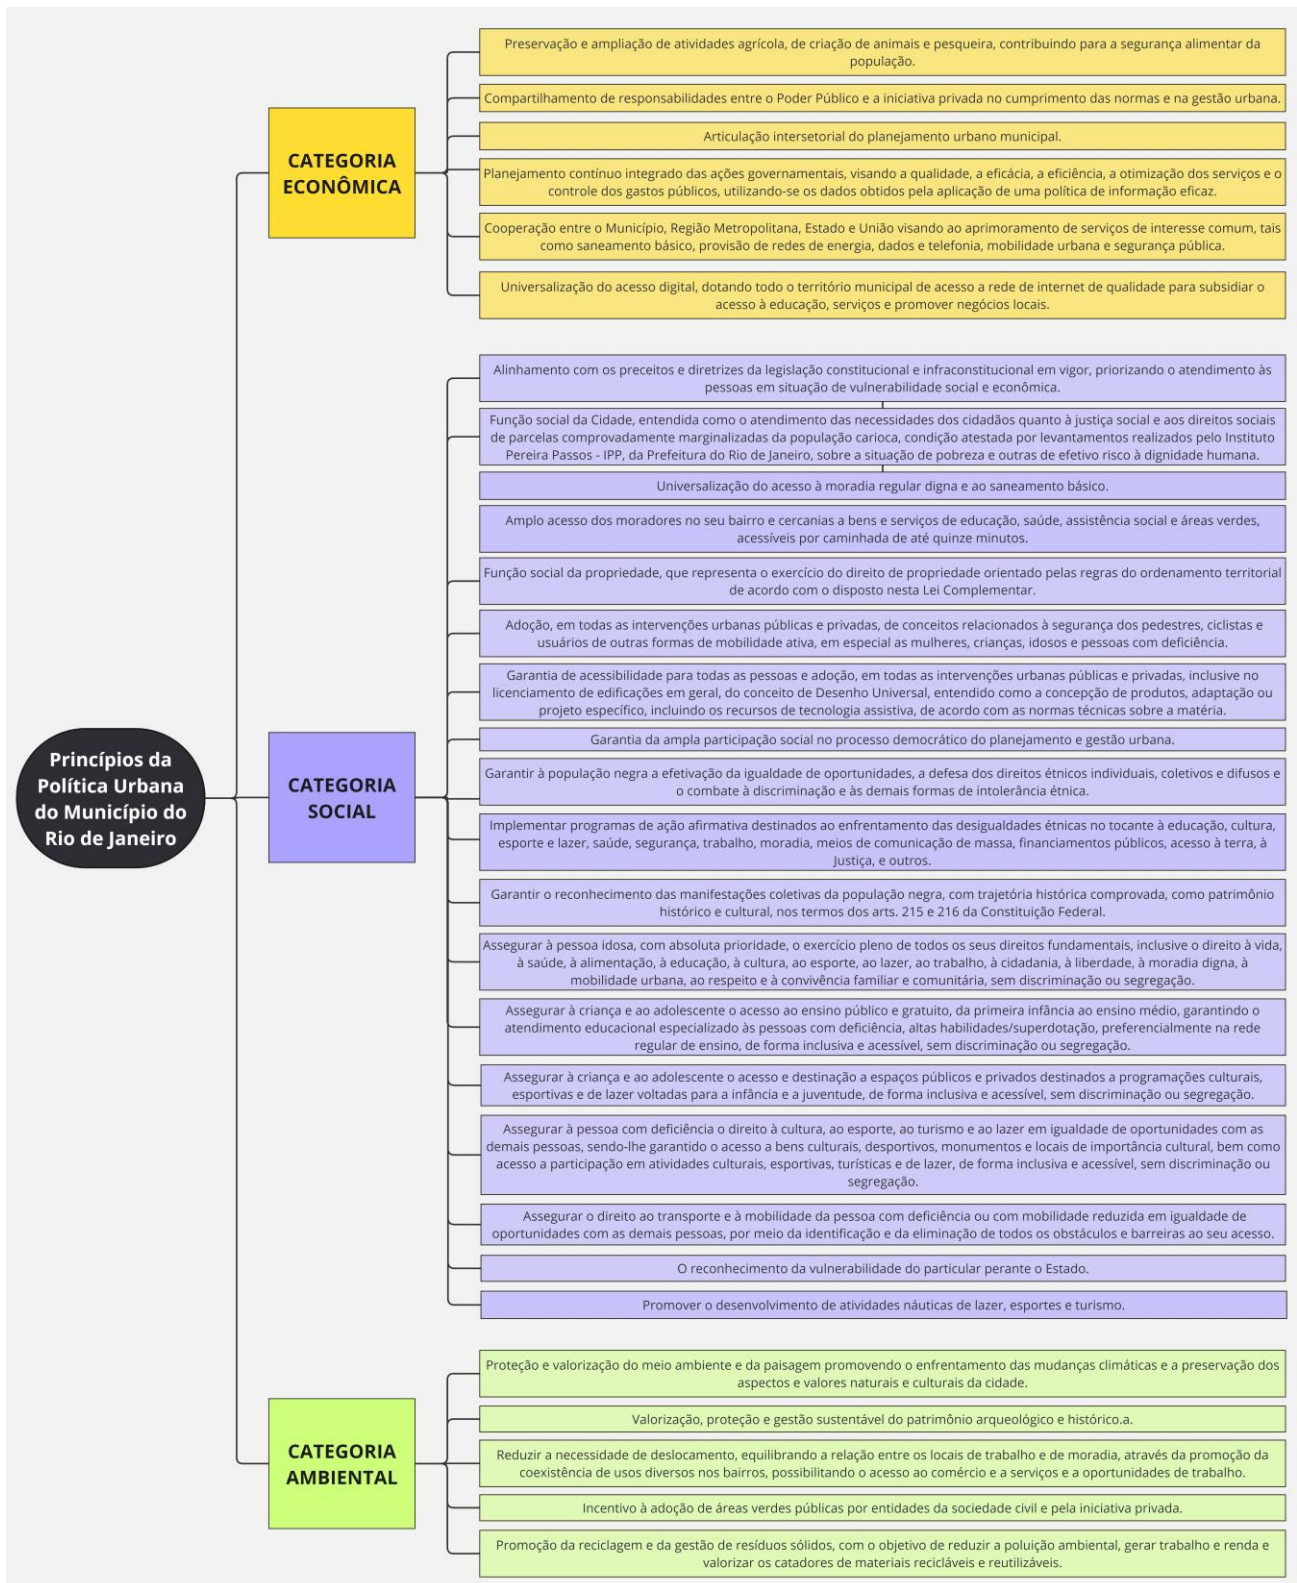 Princípios da
Política Urbana
do Município do
Rio de Janeiro
CATEGORIA
ECONÔMICA
Preservação e ampliação de atividades agrícola, de criação de animais e pesqueira, contribuindo para a segurança alimentar da
população.
Compartilhamento de responsabilidades entre o Poder Público e a iniciativa privada no cumprimento das normas e na gestão urbana.
Articulação intersetorial do planejamento urbano municipal.
Planejamento contínuo integrado das ações governamentais, visando a qualidade, a eficácia, a eficiência, a otimização dos serviços e o
controle dos gastos públicos, utilizando-se os dados obtidos pela aplicação de uma política de informação eficaz.
Cooperação entre o Município, Região Metropolitana, Estado e União visando ao aprimoramento de serviços de interesse comum, tais
como saneamento básico, provisão de redes de energia, dados e telefonia, mobilidade urbana e segurança pública.
Universalização do acesso digital, dotando todo o território municipal de acesso a rede de internet de qualidade para subsidiar o
acesso à educação, serviços e promover negócios locais.
CATEGORIA
SOCIAL
Alinhamento com os preceitos e diretrizes da legislação constitucional e infraconstitucional em vigor, priorizando o atendimento às
pessoas em situação de vulnerabilidade social e econômica.
Função social da Cidade, entendida como o atendimento das necessidades dos cidadãos quanto à justiça social e aos direitos sociais
de parcelas comprovadamente marginalizadas da população carioca, condição atestada por levantamentos realizados pelo Instituto
Pereira Passos - IPP, da Prefeitura do Rio de Janeiro, sobre a situação de pobreza e outras de efetivo risco à dignidade humana.
Universalização do acesso à moradia regular digna e ao saneamento básico.
Amplo acesso dos moradores no seu bairro e cercanias a bens e serviços de educação, saúde, assistência social e áreas verdes,
acessíveis por caminhada de até quinze minutos.
Função social da propriedade, que representa o exercício do direito de propriedade orientado pelas regras do ordenamento territorial
de acordo com o disposto nesta Lei Complementar.
Adoção, em todas as intervenções urbanas públicas e privadas, de conceitos relacionados à segurança dos pedestres, ciclistas e
usuários de outras formas de mobilidade ativa, em especial as mulheres, crianças, idosos e pessoas com deficiência.
Garantia de acessibilidade para todas as pessoas e adoção, em todas as intervenções urbanas públicas e privadas, inclusive no
licenciamento de edificações em geral, do conceito de Desenho Universal, entendido como a concepção de produtos, adaptação ou
projeto específico, incluindo os recursos de tecnologia assistiva, de acordo com as normas técnicas sobre a matéria.
Garantia da ampla participação social no processo democrático do planejamento e gestão urbana.
Garantir à população negra a efetivação da igualdade de oportunidades, a defesa dos direitos étnicos individuais, coletivos e difusos e
o combate à discriminação e às demais formas de intolerância étnica.
Implementar programas de ação afirmativa destinados ao enfrentamento das desigualdades étnicas no tocante à educação, cultura,
esporte e lazer, saúde, segurança, trabalho, moradia, meios de comunicação de massa, financiamentos públicos, acesso à terra, à
Justiça, e outros.
Garantir o reconhecimento das manifestações coletivas da população negra, com trajetória histórica comprovada, como patrimônio
histórico e cultural, nos termos dos arts. 215 e 216 da Constituição Federal.
Assegurar à pessoa idosa, com absoluta prioridade, o exercício pleno de todos os seus direitos fundamentais, inclusive o direito à vida,
à saúde, à alimentação, à educação, à cultura, ao esporte, ao lazer, ao trabalho, à cidadania, à liberdade, à moradia digna, à
mobilidade urbana, ao respeito e à convivência familiar e comunitária, sem discriminação ou segregação.
Assegurar à criança e ao adolescente o acesso ao ensino público e gratuito, da primeira infância ao ensino médio, garantindo o
atendimento educacional especializado às pessoas com deficiência, altas habilidades/superdotação, preferencialmente na rede
regular de ensino, de forma inclusiva e acessível, sem discriminação ou segregação.
Assegurar à criança e ao adolescente o acesso e destinação a espaços públicos e privados destinados a programações culturais,
esportivas e de lazer voltadas para a infância e a juventude, de forma inclusiva e acessível, sem discriminação ou segregação.
Assegurar à pessoa com deficiência o direito à cultura, ao esporte, ao turismo e ao lazer em igualdade de oportunidades com as
demais pessoas, sendo-lhe garantido o acesso a bens culturais, desportivos, monumentos e locais de importância cultural, bem como
acesso a participação em atividades culturais, esportivas, turísticas e de lazer, de forma inclusiva e acessível, sem discriminação ou
segregação.
Assegurar o direito ao transporte e à mobilidade da pessoa com deficiência ou com mobilidade reduzida em igualdade de
oportunidades com as demais pessoas, por meio da identificação e da eliminação de todos os obstáculos e barreiras ao seu acesso.
O reconhecimento da vulnerabilidade do particular perante o Estado.
Promover o desenvolvimento de atividades náuticas de lazer, esportes e turismo.
CATEGORIA
AMBIENTAL
Proteção e valorização do meio ambiente e da paisagem promovendo o enfrentamento das mudanças climáticas e a preservação dos
aspectos e valores naturais e culturais da cidade.
Valorização, proteção e gestão sustentável do patrimônio arqueológico e histórico.a.
Reduzir a necessidade de deslocamento, equilibrando a relação entre os locais de trabalho e de moradia, através da promoção da
coexistência de usos diversos nos bairros, possibilitando o acesso ao comércio e a serviços e a oportunidades de trabalho.
Incentivo à adoção de áreas verdes públicas por entidades da sociedade civil e pela iniciativa privada.
Promoção da reciclagem e da gestão de resíduos sólidos, com o objetivo de reduzir a poluição ambiental, gerar trabalho e renda e
valorizar os catadores de materiais recicláveis e reutilizáveis.